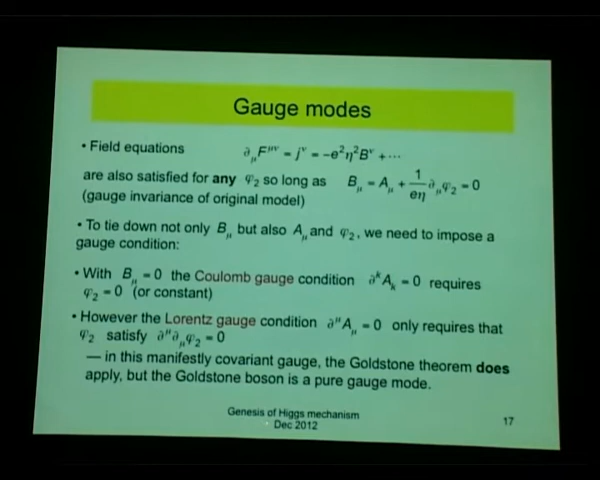 Gauge modes
• Field equations ∂_μ F^{μν} = j^ν = −e²η²B^ν + ⋯
are also satisfied for any φ₂ so long as B_μ = A_μ + 1/(eη) ∂_μ φ₂ = 0
(gauge invariance of original model)
• To tie down not only B_μ but also A_μ and φ₂, we need to impose a
gauge condition:
• With B_μ = 0 the Coulomb gauge condition ∂^k A_k = 0 requires
φ₂ = 0 (or constant)
• However the Lorentz gauge condition ∂^μ A_μ = 0 only requires that
φ₂ satisfy ∂^μ ∂_μ φ₂ = 0
— in this manifestly covariant gauge, the Goldstone theorem does
apply, but the Goldstone boson is a pure gauge mode.
Genesis of Higgs mechanism
Dec 2012
17